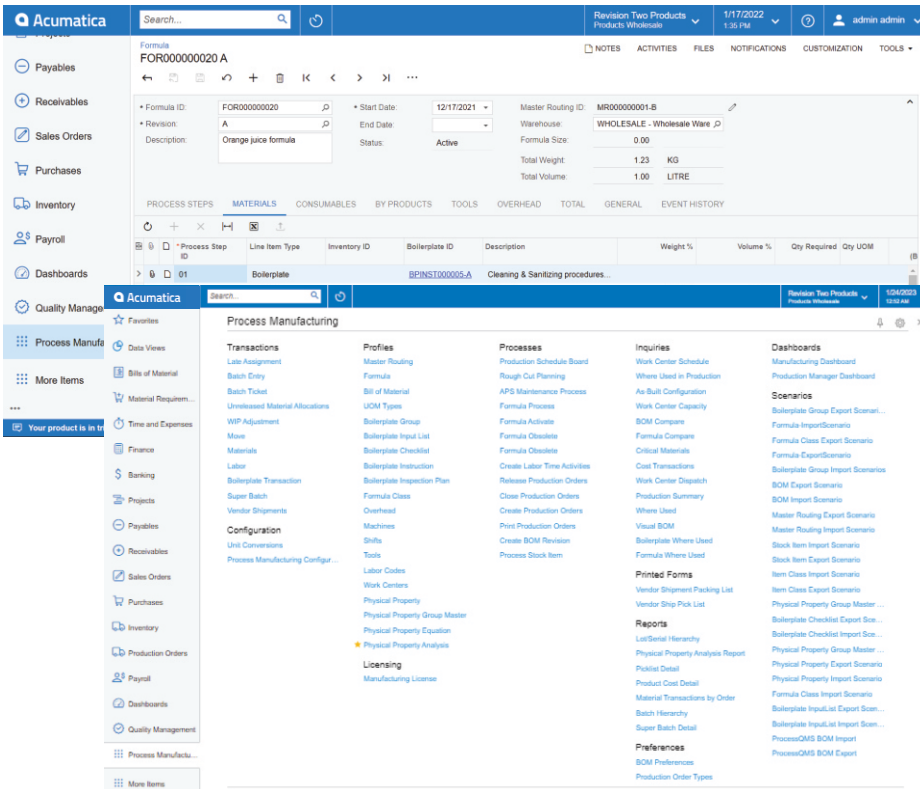 Acumatica
Search...
Revision Two Products
Products Wholesale
1/17/2022
1:35 PM
admin admin
Payables
Receivables
Sales Orders
Purchases
Inventory
Payroll
Dashboards
Quality Manage
Process Manufa
More Items
Your product is in tr
Formula
FOR000000020 A
NOTES ACTIVITIES FILES NOTIFICATIONS CUSTOMIZATION TOOLS
* Formula ID: FOR000000020 * Start Date: 12/17/2021 Master Routing ID: MR000000001-B
* Revision: A End Date: Warehouse: WHOLESALE - Wholesale Ware
Description: Orange juice formula Status: Active Formula Size: 0.00
Total Weight: 1.23 KG
Total Volume: 1.00 LITRE
PROCESS STEPS MATERIALS CONSUMABLES BY PRODUCTS TOOLS OVERHEAD TOTAL GENERAL EVENT HISTORY
*Process Step ID Line Item Type Inventory ID Boilerplate ID Description Weight % Volume % Qty Required Qty UOM (B
01 Boilerplate BPINST000005-A Cleaning & Sanitizing procedures...
Acumatica
Search...
Revision Two Products
Products Wholesale
1/24/2023
12:52 AM
Favorites
Data Views
Bills of Material
Material Requirem...
Time and Expenses
Finance
Banking
Projects
Payables
Receivables
Sales Orders
Purchases
Inventory
Production Orders
Payroll
Dashboards
Quality Management
Process Manufactu...
More Items
Process Manufacturing
Transactions
Late Assignment
Batch Entry
Batch Ticket
Unreleased Material Allocations
WIP Adjustment
Move
Materials
Labor
Boilerplate Transaction
Super Batch
Vendor Shipments
Configuration
Unit Conversions
Process Manufacturing Configur...
Profiles
Master Routing
Formula
Bill of Material
UOM Types
Boilerplate Group
Boilerplate Input List
Boilerplate Checklist
Boilerplate Instruction
Boilerplate Inspection Plan
Formula Class
Overhead
Machines
Shifts
Tools
Labor Codes
Work Centers
Physical Property
Physical Property Group Master
Physical Property Equation
Physical Property Analysis
Licensing
Manufacturing License
Processes
Production Schedule Board
Rough Cut Planning
APS Maintenance Process
Formula Process
Formula Activate
Formula Obsolete
Formula Obsolete
Create Labor Time Activities
Release Production Orders
Close Production Orders
Create Production Orders
Print Production Orders
Create BOM Revision
Process Stock Item
Inquiries
Work Center Schedule
Where Used in Production
As-Built Configuration
Work Center Capacity
BOM Compare
Formula Compare
Critical Materials
Cost Transactions
Work Center Dispatch
Production Summary
Where Used
Visual BOM
Boilerplate Where Used
Formula Where Used
Printed Forms
Vendor Shipment Packing List
Vendor Ship Pick List
Reports
Lot/Serial Hierarchy
Physical Property Analysis Report
Picklist Detail
Product Cost Detail
Material Transactions by Order
Batch Hierarchy
Super Batch Detail
Preferences
BOM Preferences
Production Order Types
Dashboards
Manufacturing Dashboard
Production Manager Dashboard
Scenarios
Boilerplate Group Export Scenari...
Formula-ImportScenario
Formula Class Export Scenario
Formula ExportScenario
Boilerplate Group Import Scenarios
BOM Export Scenario
BOM Import Scenario
Master Routing Export Scenario
Master Routing Import Scenario
Stock Item Import Scenario
Stock Item Export Scenario
Item Class Import Scenario
Item Class Export Scenario
Physical Property Group Master ...
Boilerplate Checklist Export Sce...
Boilerplate Checklist Import Sce...
Physical Property Group Master ...
Physical Property Export Scenario
Physical Property Import Scenario
Formula Class Import Scenario
Boilerplate InputList Export Scen...
Boilerplate InputList Import Scen...
ProcessQMS BOM Import
ProcessQMS BOM Export